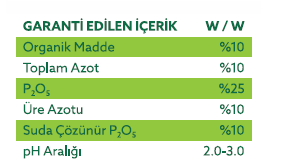 GARANTİ EDİLEN İÇERİK W / W
Organik Madde %10
Toplam Azot %10
P₂O₅ %25
Üre Azotu %10
Suda Çözünür P₂O₅ %10
pH Aralığı 2.0-3.0